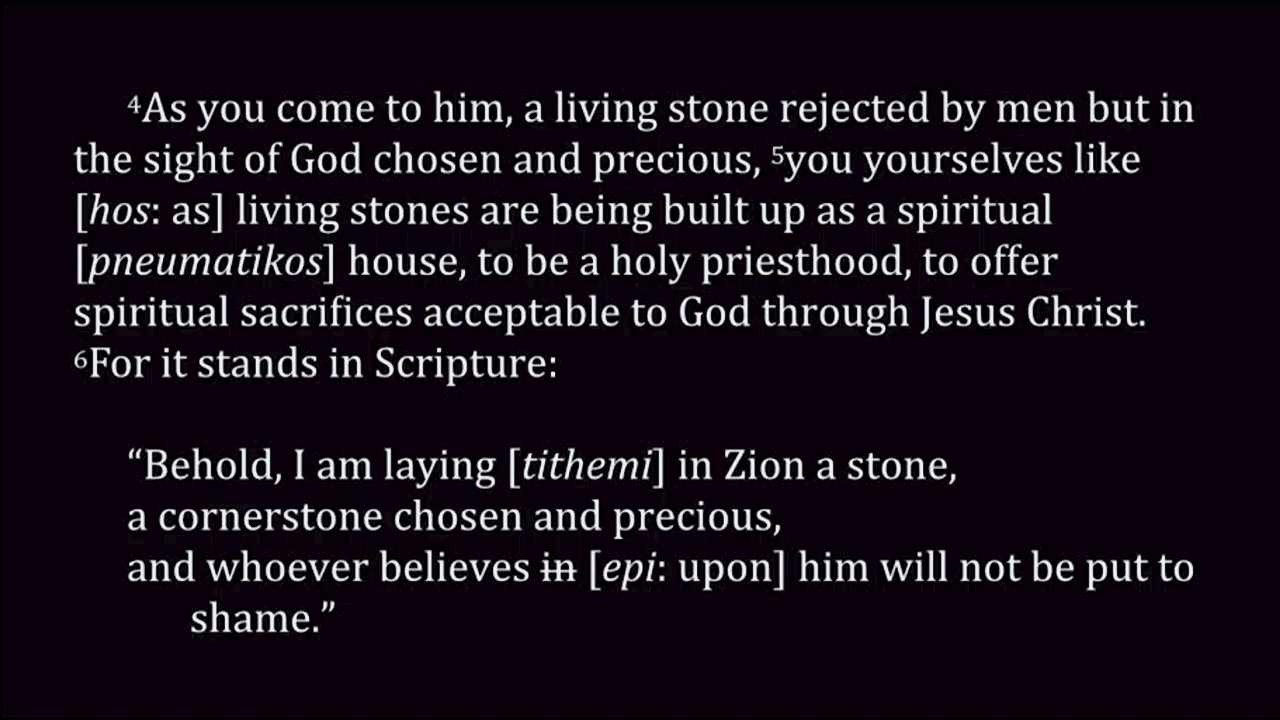 ⁴As you come to him, a living stone rejected by men but in
the sight of God chosen and precious, ⁵you yourselves like
[hos: as] living stones are being built up as a spiritual
[pneumatikos] house, to be a holy priesthood, to offer
spiritual sacrifices acceptable to God through Jesus Christ.
⁶For it stands in Scripture:
“Behold, I am laying [tithemi] in Zion a stone,
a cornerstone chosen and precious,
and whoever believes in [epi: upon] him will not be put to
shame.”